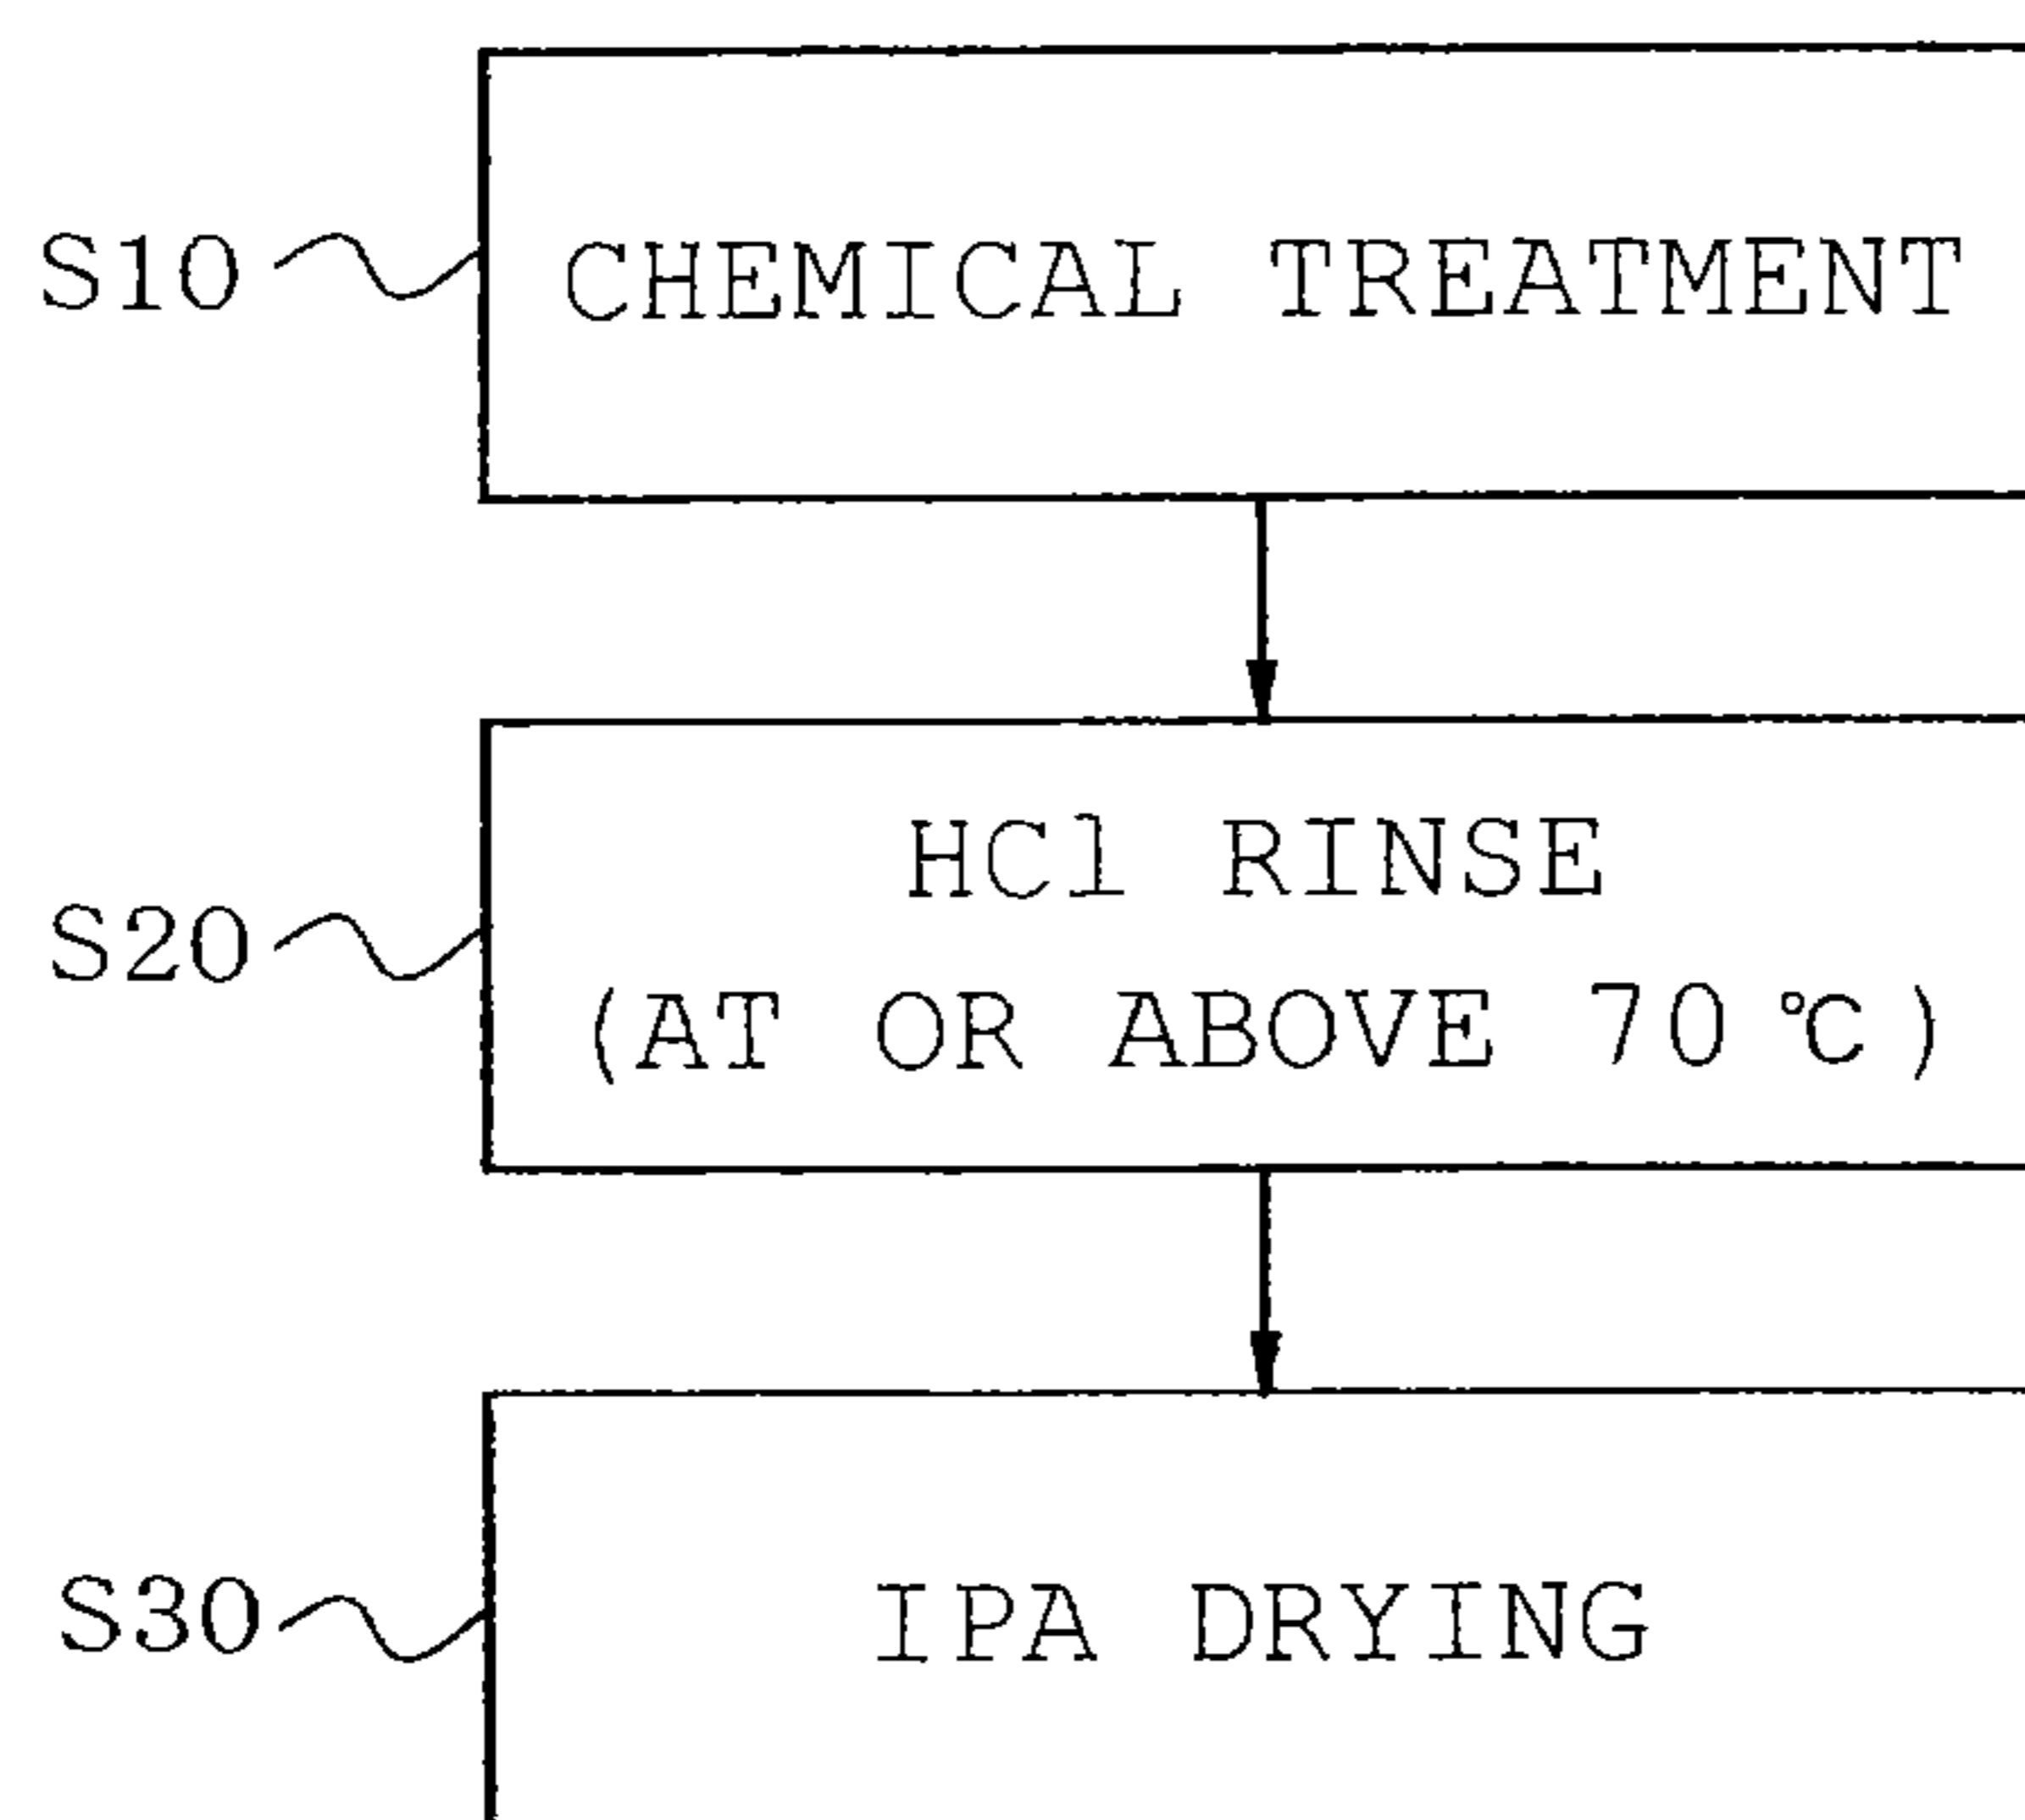 S10 CHEMICAL TREATMENT
HCl RINSE
S20
(AT OR ABOVE 70 ℃)
S30 IPA DRYING